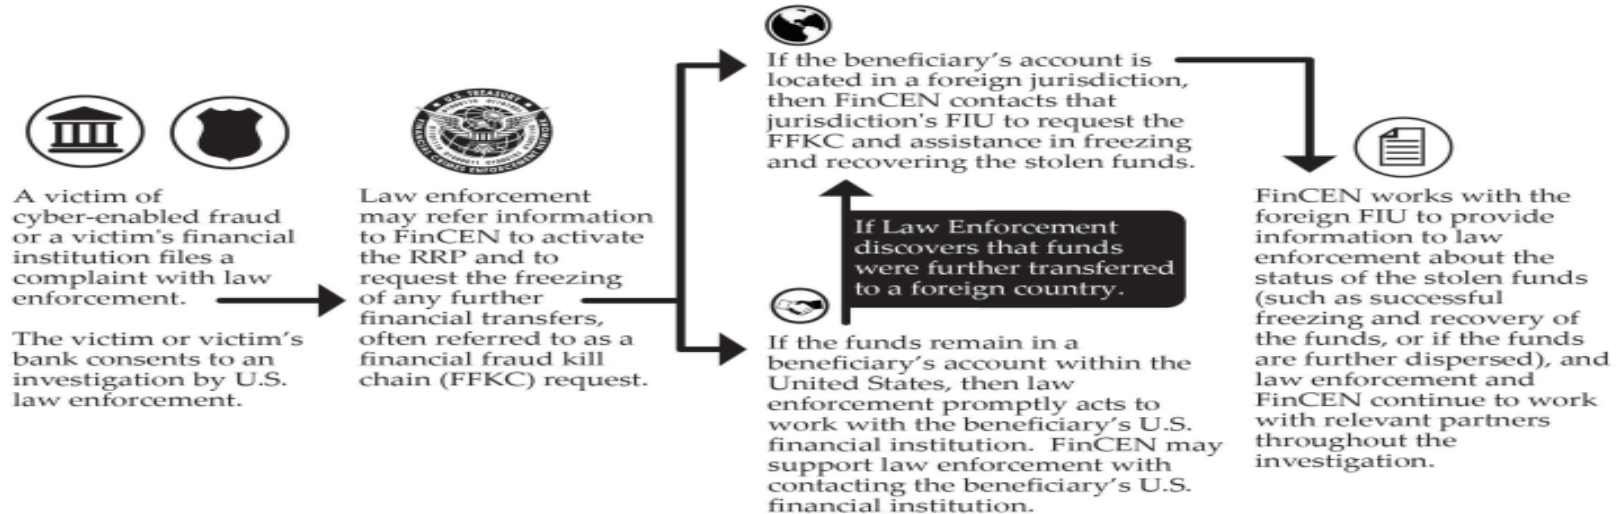 A victim of
cyber-enabled fraud
or a victim's financial
institution files a
complaint with law
enforcement.
The victim or victim's
bank consents to an
investigation by U.S.
law enforcement.
U.S. TREASURY
FINANCIAL CRIMES ENFORCEMENT NETWORK
Law enforcement
may refer information
to FinCEN to activate
the RRP and to
request the freezing
of any further
financial transfers,
often referred to as a
financial fraud kill
chain (FFKC) request.
If the beneficiary's account is
located in a foreign jurisdiction,
then FinCEN contacts that
jurisdiction's FIU to request the
FFKC and assistance in freezing
and recovering the stolen funds.
If Law Enforcement
discovers that funds
were further transferred
to a foreign country.
If the funds remain in a
beneficiary's account within the
United States, then law
enforcement promptly acts to
work with the beneficiary's U.S.
financial institution.  FinCEN may
support law enforcement with
contacting the beneficiary's U.S.
financial institution.
FinCEN works with the
foreign FIU to provide
information to law
enforcement about the
status of the stolen funds
(such as successful
freezing and recovery of
the funds, or if the funds
are further dispersed), and
law enforcement and
FinCEN continue to work
with relevant partners
throughout the
investigation.